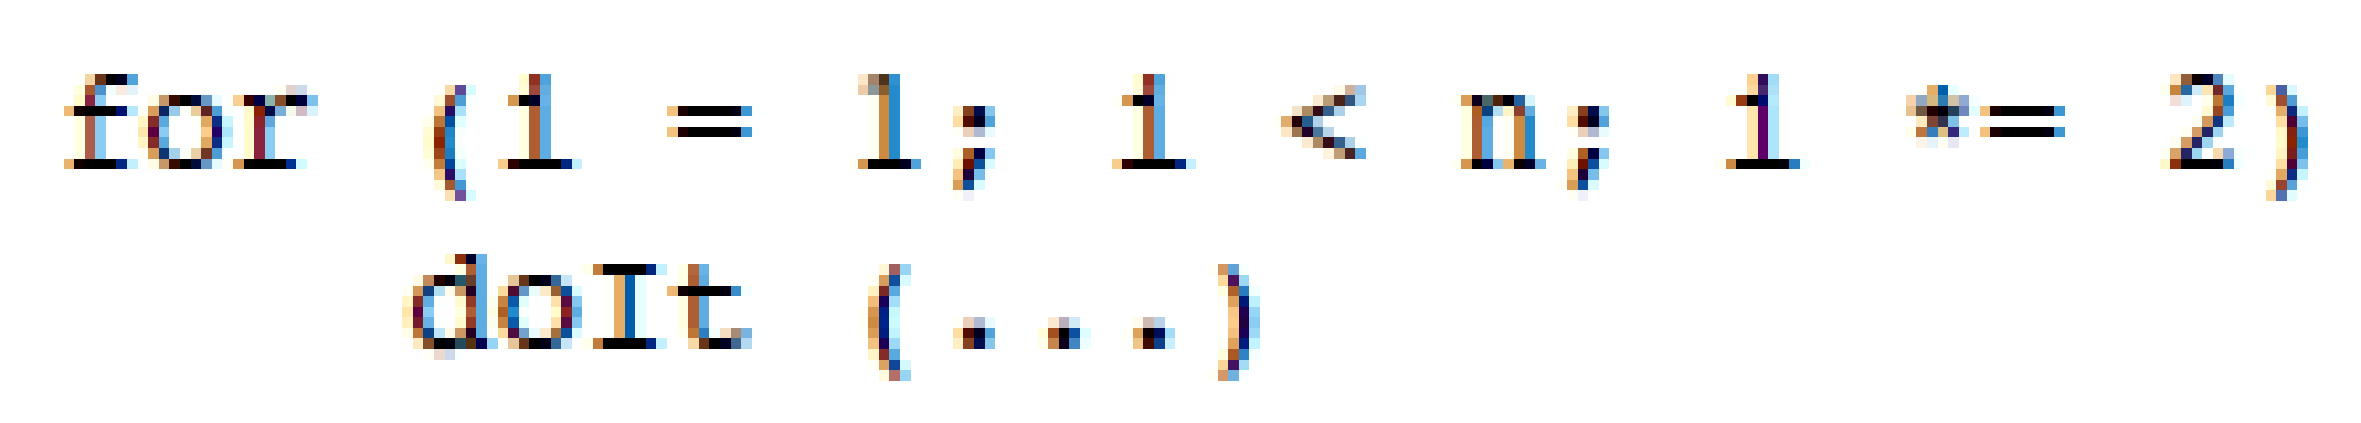 for (i = 1; i < n; i *= 2)
doIt (...)